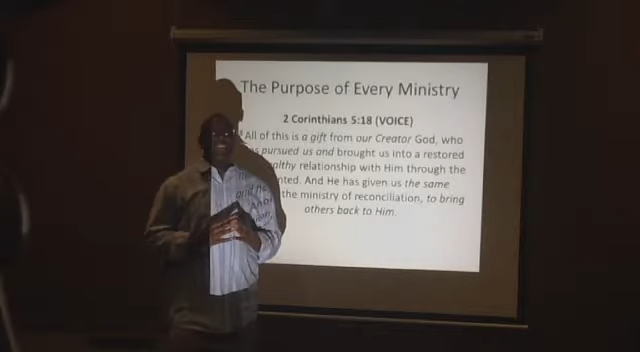 The Purpose of Every Ministry
2 Corinthians 5:18 (VOICE)
All of this is a gift from our Creator God, who
pursued us and brought us into a restored
relationship with Him through the
And He has given us the same
the ministry of reconciliation, to bring
others back to Him.